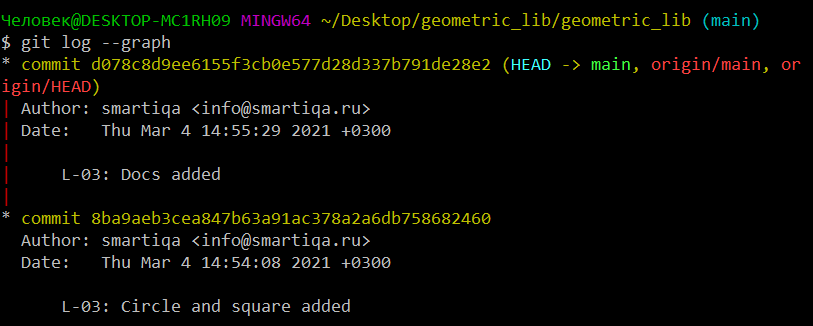 Человек@DESKTOP-MC1RH09 MINGW64 ~/Desktop/geometric_lib/geometric_lib (main)
$ git log --graph
* commit d078c8d9ee6155f3cb0e577d28d337b791de28e2 (HEAD -> main, origin/main, or
igin/HEAD)
| Author: smartiqa <info@smartiqa.ru>
| Date:   Thu Mar 4 14:55:29 2021 +0300
|
|     L-03: Docs added
|
* commit 8ba9aeb3cea847b63a91ac378a2a6db758682460
  Author: smartiqa <info@smartiqa.ru>
  Date:   Thu Mar 4 14:54:08 2021 +0300

      L-03: Circle and square added